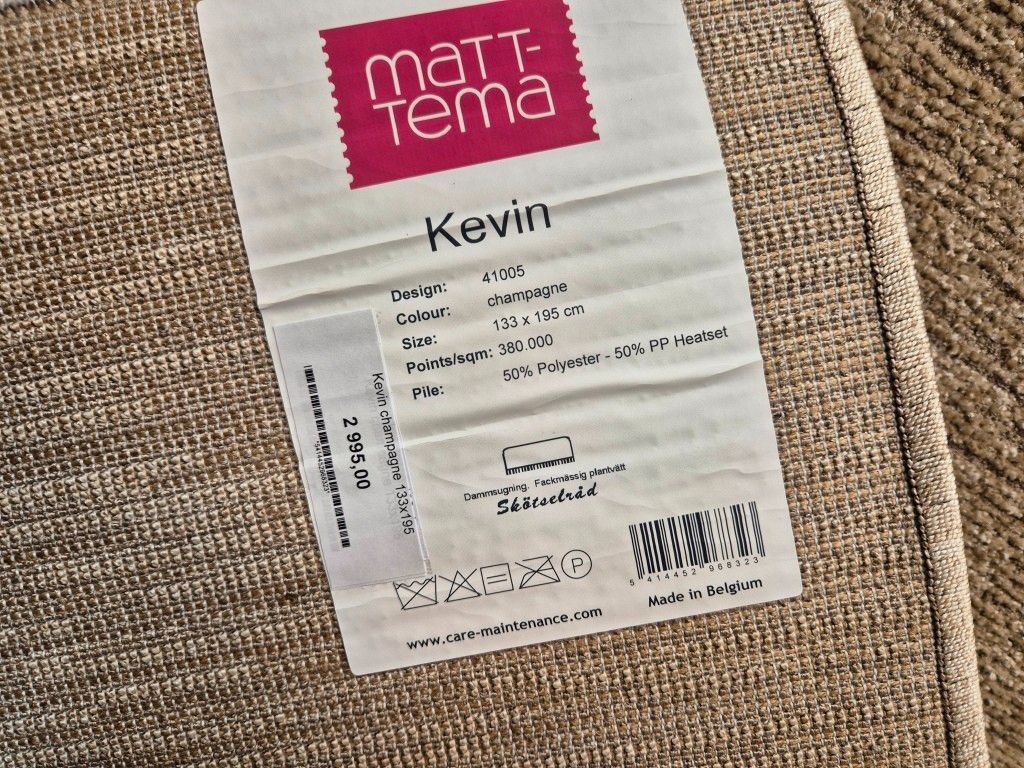 maTT-
Tema
Kevin
Design: 41005
Colour: champagne
Size: 133 x 195 cm
Points/sqm: 380.000
Pile: 50% Polyester - 50% PP Heatset
Kevin champagne 133x195
2 995,00
Dammsugning. Fackmässig plantvätt
Skötselråd
P
5 414452 968323
Made in Belgium
www.care-maintenance.com